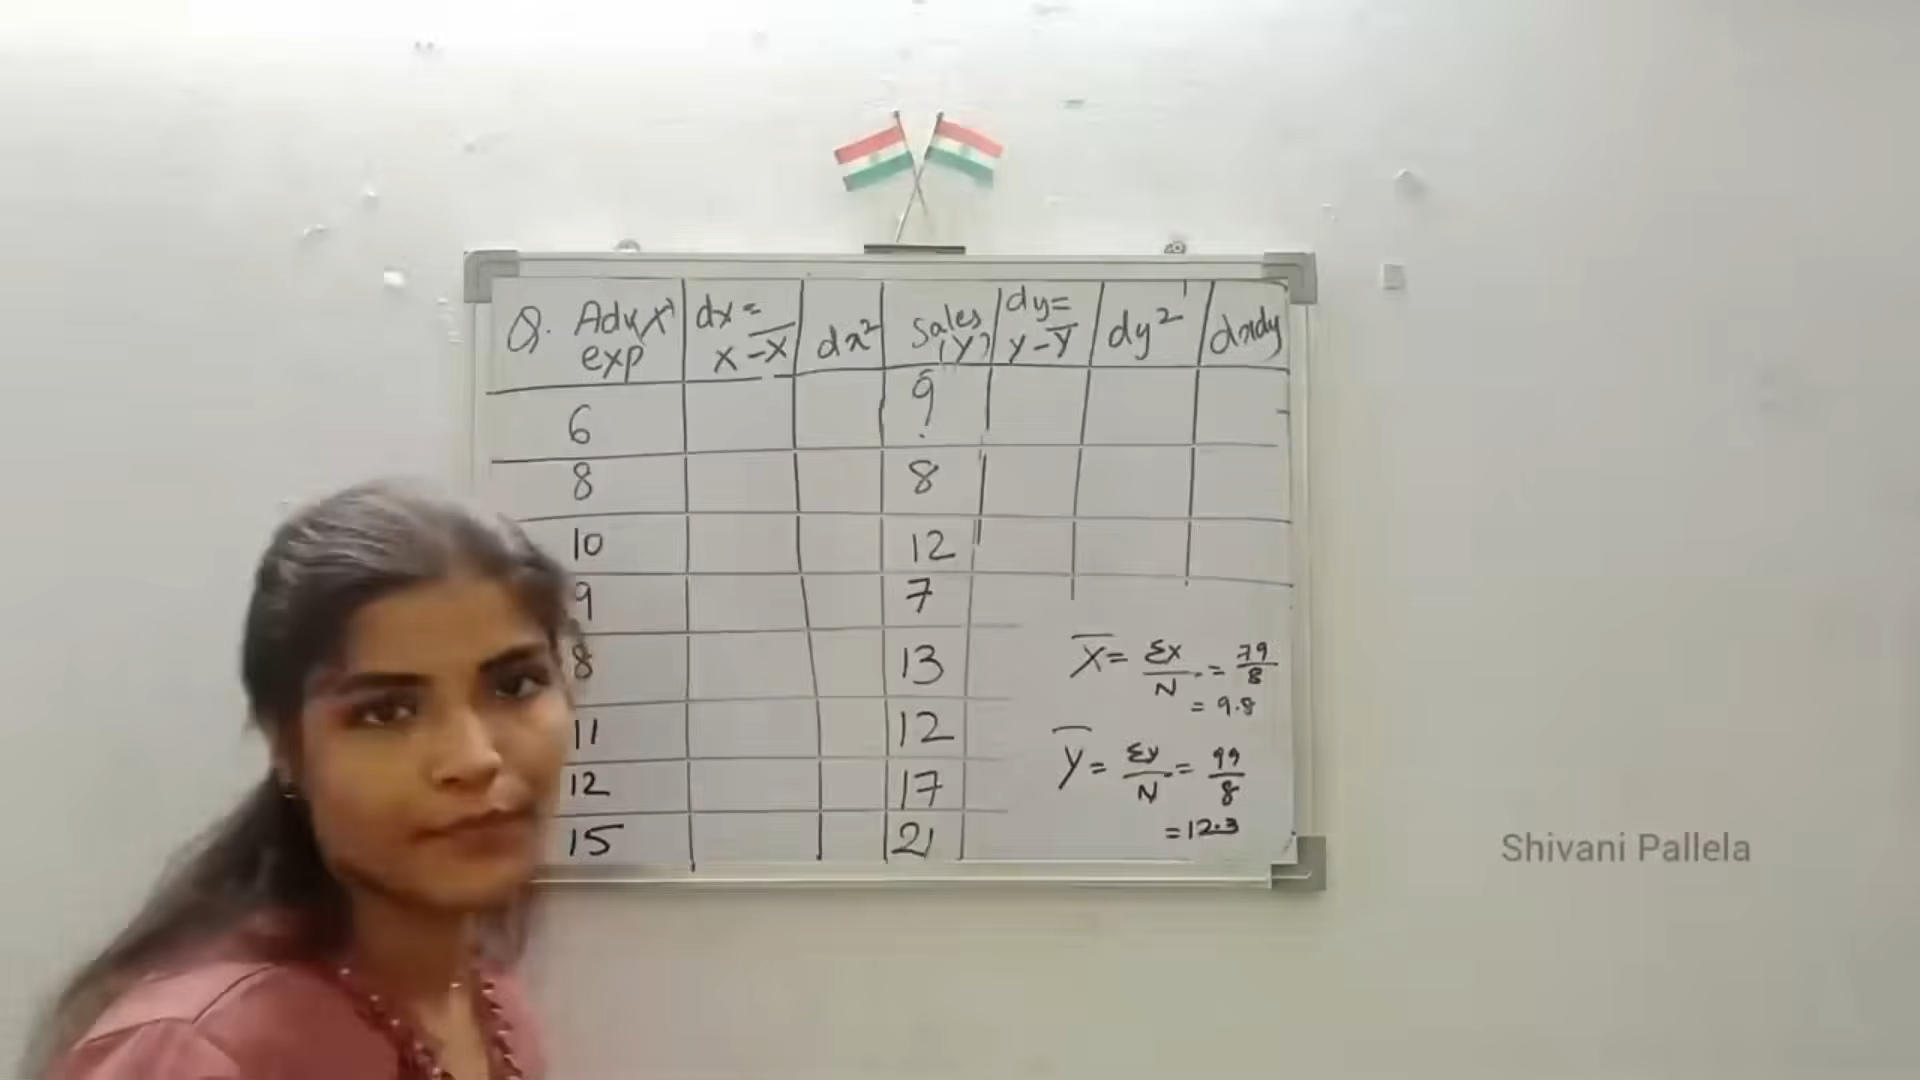 Q. Adv exp X | dx = x - x̄ | dx² | Sales (Y) | dy = y - ȳ | dy² | dxdy
6 | 9
8 | 8
10 | 12
9 | 7
8 | 13
11 | 12
12 | 17
15 | 21
X̄ = Σx/N = 79/8
= 9.8
Ȳ = Σy/N = 99/8
= 12.3
Shivani Pallela